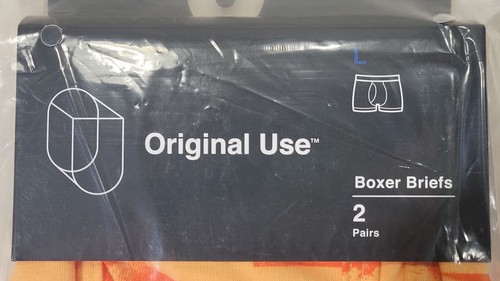 L
Original Use™
Boxer Briefs
2
Pairs